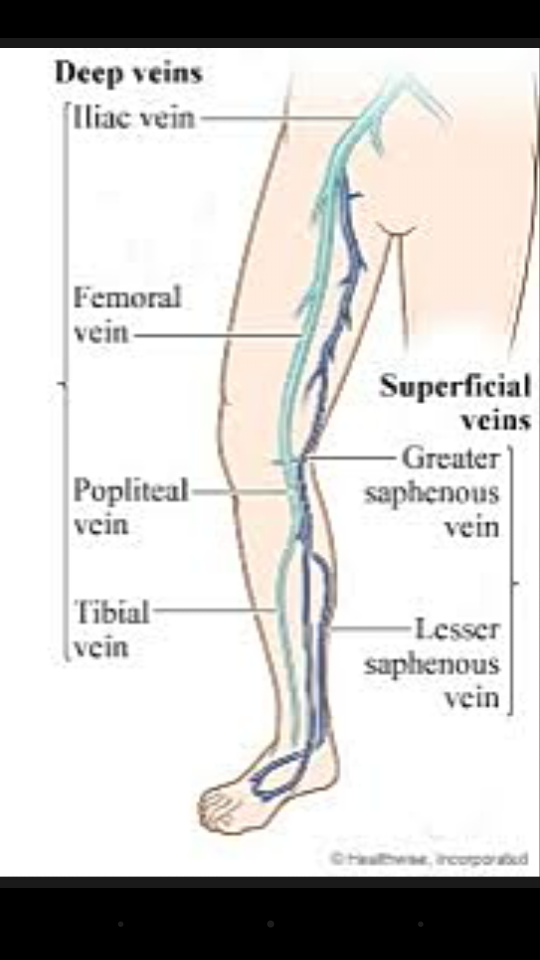 Deep veins
Iliac vein
Femoral
vein
Popliteal
vein
Tibial
vein
Superficial
veins
Greater
saphenous
vein
Lesser
saphenous
vein
© Healthwise, Incorporated